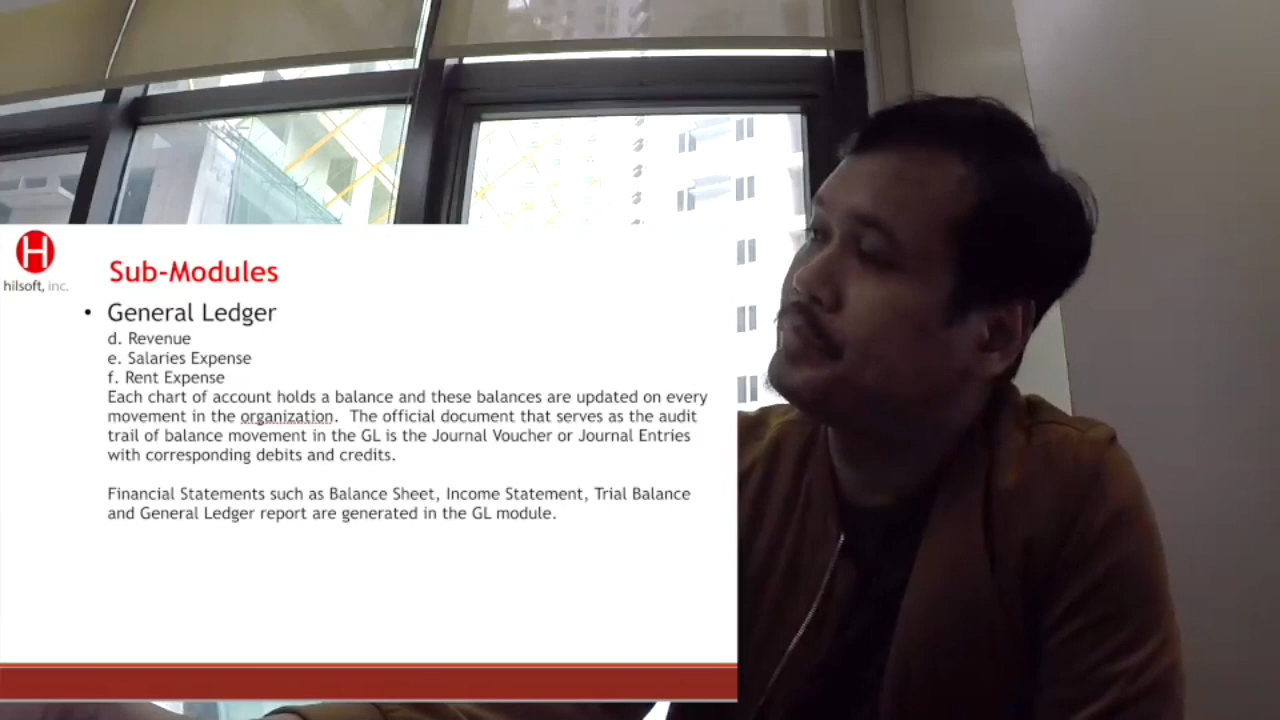 H
hilsoft, inc.
Sub-Modules
• General Ledger
d. Revenue
e. Salaries Expense
f. Rent Expense
Each chart of account holds a balance and these balances are updated on every
movement in the organization. The official document that serves as the audit
trail of balance movement in the GL is the Journal Voucher or Journal Entries
with corresponding debits and credits.
Financial Statements such as Balance Sheet, Income Statement, Trial Balance
and General Ledger report are generated in the GL module.